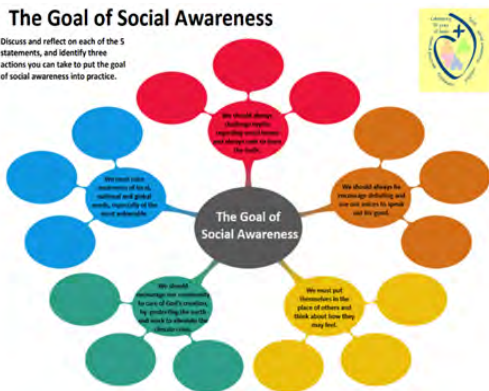 The Goal of Social Awareness
Discuss and reflect on each of the 5
statements, and identify three
actions you can take to put the goal
of social awareness into practice.
We should always
challenge myths
regarding social issues
and always seek to learn
the truth.
We must raise
awareness of local,
national and global
needs, especially of the
most vulnerable.
We should always be
encourage debating and
use our voices to speak
out for good.
The Goal of
Social Awareness
We should
encourage our community
to care of God's creation,
by protecting the earth
and work to eliminate the
climate crisis.
We must put
themselves in the
place of others and
think about how they
may feel.